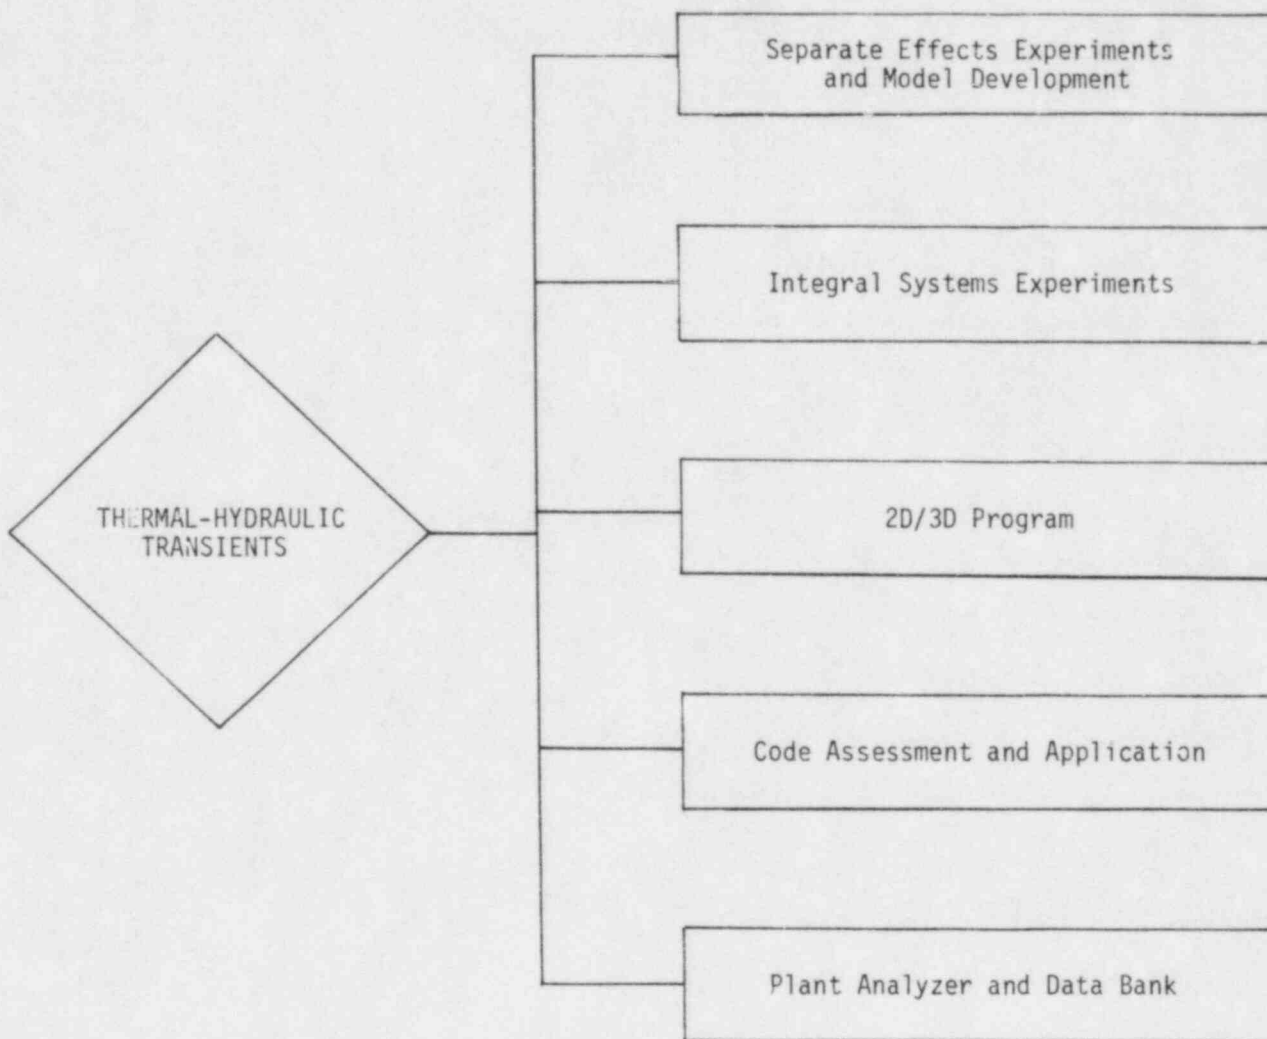 Separate Effects Experiments
and Model Development
Integral Systems Experiments
THERMAL-HYDRAULIC
TRANSIENTS
2D/3D Program
Code Assessment and Application
Plant Analyzer and Data Bank